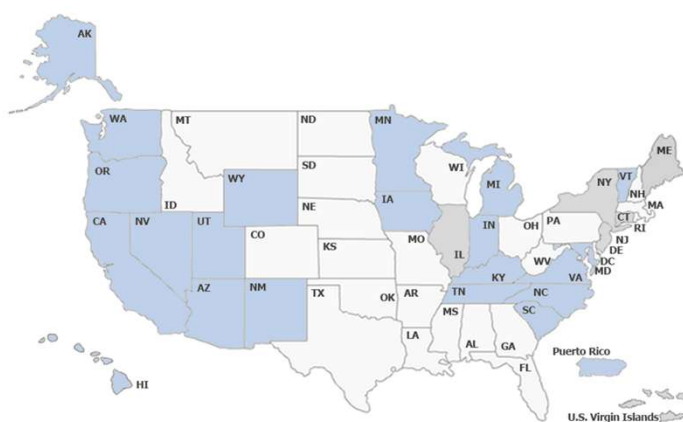 AK
WA
MT
ND
MN
ME
OR
SD
WI
NY
VT
NH
ID
WY
MI
MA
NE
IA
PA
CT
RI
CA
NV
UT
CO
IL
IN
OH
NJ
DE
KS
MO
WV
DC
KY
VA
MD
AZ
NM
OK
AR
TN
NC
TX
MS
SC
LA
AL
GA
Puerto Rico
FL
HI
U.S. Virgin Islands